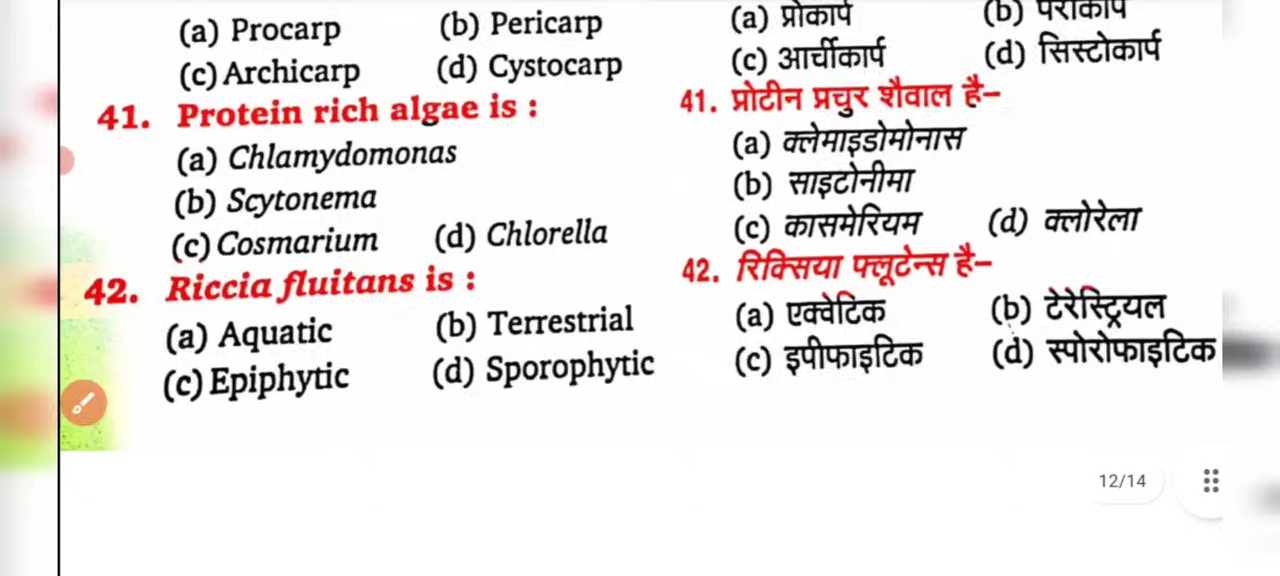 (a) Procarp (b) Pericarp
(c) Archicarp (d) Cystocarp
41. Protein rich algae is :
(a) Chlamydomonas
(b) Scytonema
(c) Cosmarium (d) Chlorella
42. Riccia fluitans is :
(a) Aquatic (b) Terrestrial
(c) Epiphytic (d) Sporophytic
(a) प्रोकार्प (b) पेराकार्प
(c) आर्चीकार्प (d) सिस्टोकार्प
41. प्रोटीन प्रचुर शैवाल है–
(a) क्लेमाइडोमोनास
(b) साइटोनीमा
(c) कासमेरियम (d) क्लोरेला
42. रिक्सिया फ्लूटेन्स है–
(a) एक्वेटिक (b) टेरेस्ट्रियल
(c) इपीफाइटिक (d) स्पोरोफाइटिक
12/14